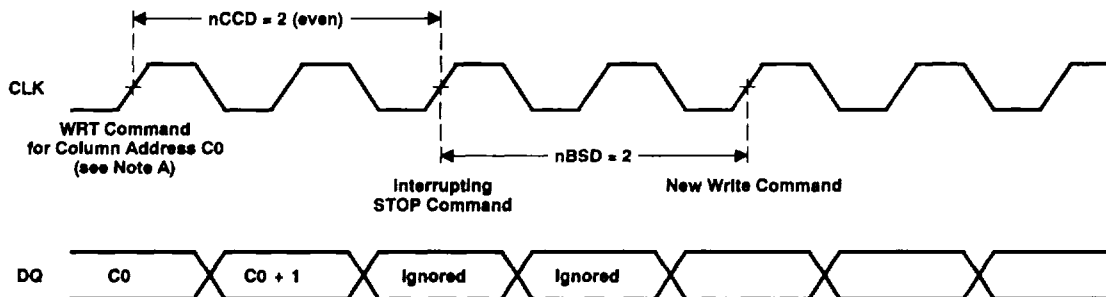 nCCD = 2 (even)
CLK
WRT Command
for Column Address C0
(see Note A)
nBSD = 2
Interrupting
STOP Command
New Write Command
DQ
C0
C0 + 1
Ignored
Ignored